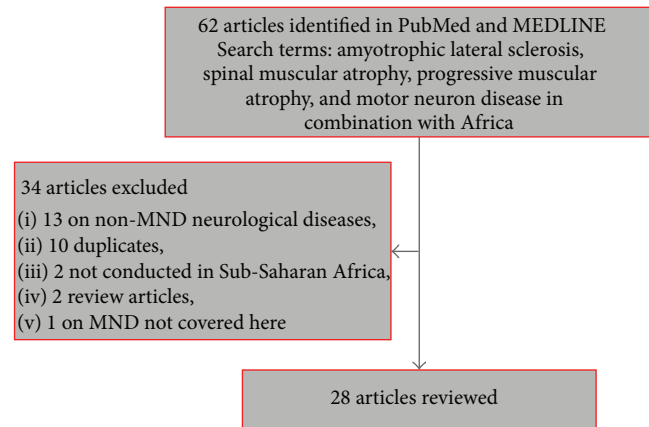 62 articles identified in PubMed and MEDLINE
Search terms: amyotrophic lateral sclerosis,
spinal muscular atrophy, progressive muscular
atrophy, and motor neuron disease in
combination with Africa
34 articles excluded
(i) 13 on non-MND neurological diseases,
(ii) 10 duplicates,
(iii) 2 not conducted in Sub-Saharan Africa,
(iv) 2 review articles,
(v) 1 on MND not covered here
28 articles reviewed